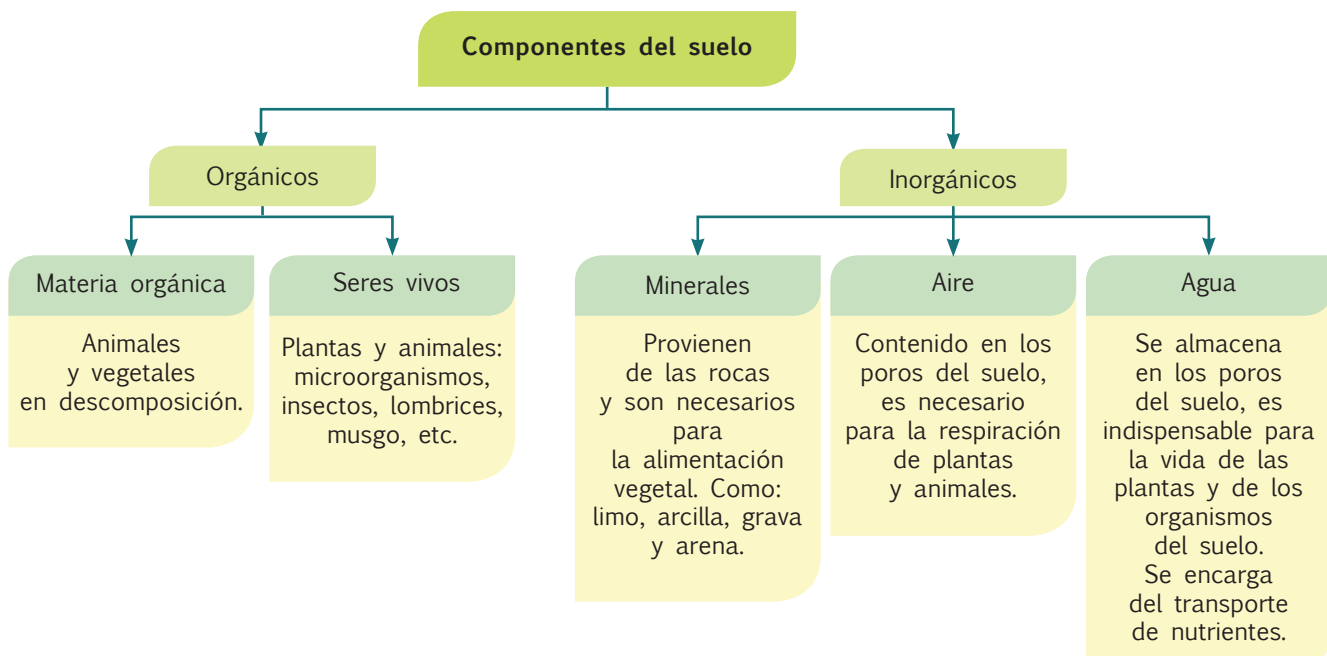 Componentes del suelo
Orgánicos
Inorgánicos
Materia orgánica
Animales
y vegetales
en descomposición.
Seres vivos
Plantas y animales:
microorganismos,
insectos, lombrices,
musgo, etc.
Minerales
Provienen
de las rocas
y son necesarios
para
la alimentación
vegetal. Como:
limo, arcilla, grava
y arena.
Aire
Contenido en los
poros del suelo,
es necesario
para la respiración
de plantas
y animales.
Agua
Se almacena
en los poros
del suelo, es
indispensable para
la vida de las
plantas y de los
organismos
del suelo.
Se encarga
del transporte
de nutrientes.